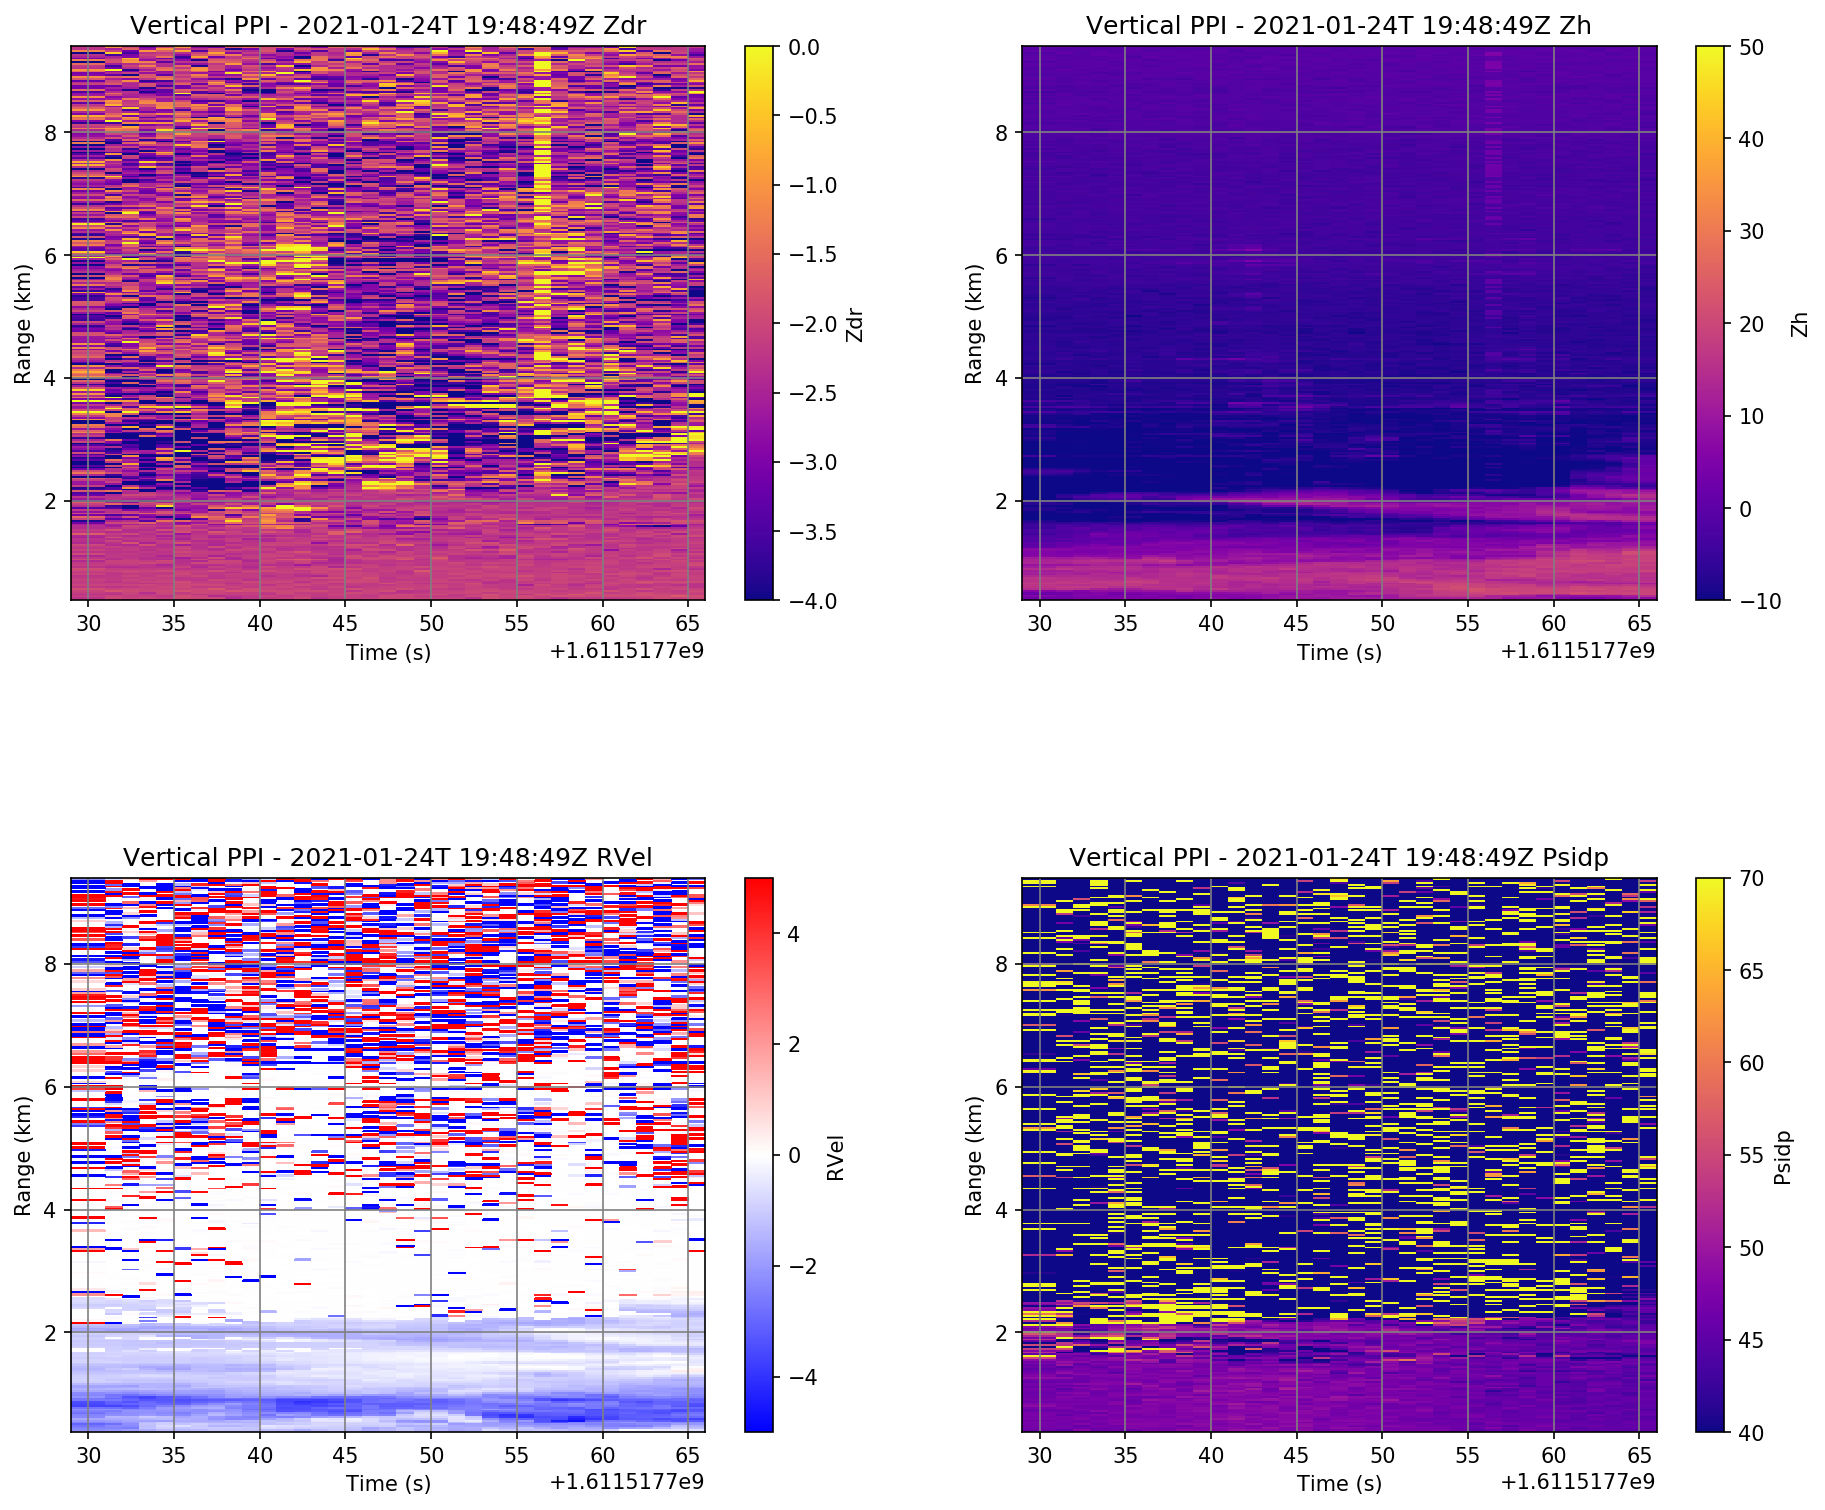 Vertical PPI - 2021-01-24T 19:48:49Z Zdr
8
6
4
2
Range (km)
30 35 40 45 50 55 60 65
Time (s)
+1.6115177e9
0.0
−0.5
−1.0
−1.5
−2.0
−2.5
−3.0
−3.5
−4.0
Zdr
Vertical PPI - 2021-01-24T 19:48:49Z Zh
8
6
4
2
Range (km)
30 35 40 45 50 55 60 65
Time (s)
+1.6115177e9
50
40
30
20
10
0
−10
Zh
Vertical PPI - 2021-01-24T 19:48:49Z RVel
8
6
4
2
Range (km)
30 35 40 45 50 55 60 65
Time (s)
+1.6115177e9
4
2
0
−2
−4
RVel
Vertical PPI - 2021-01-24T 19:48:49Z Psidp
8
6
4
2
Range (km)
30 35 40 45 50 55 60 65
Time (s)
+1.6115177e9
70
65
60
55
50
45
40
Psidp